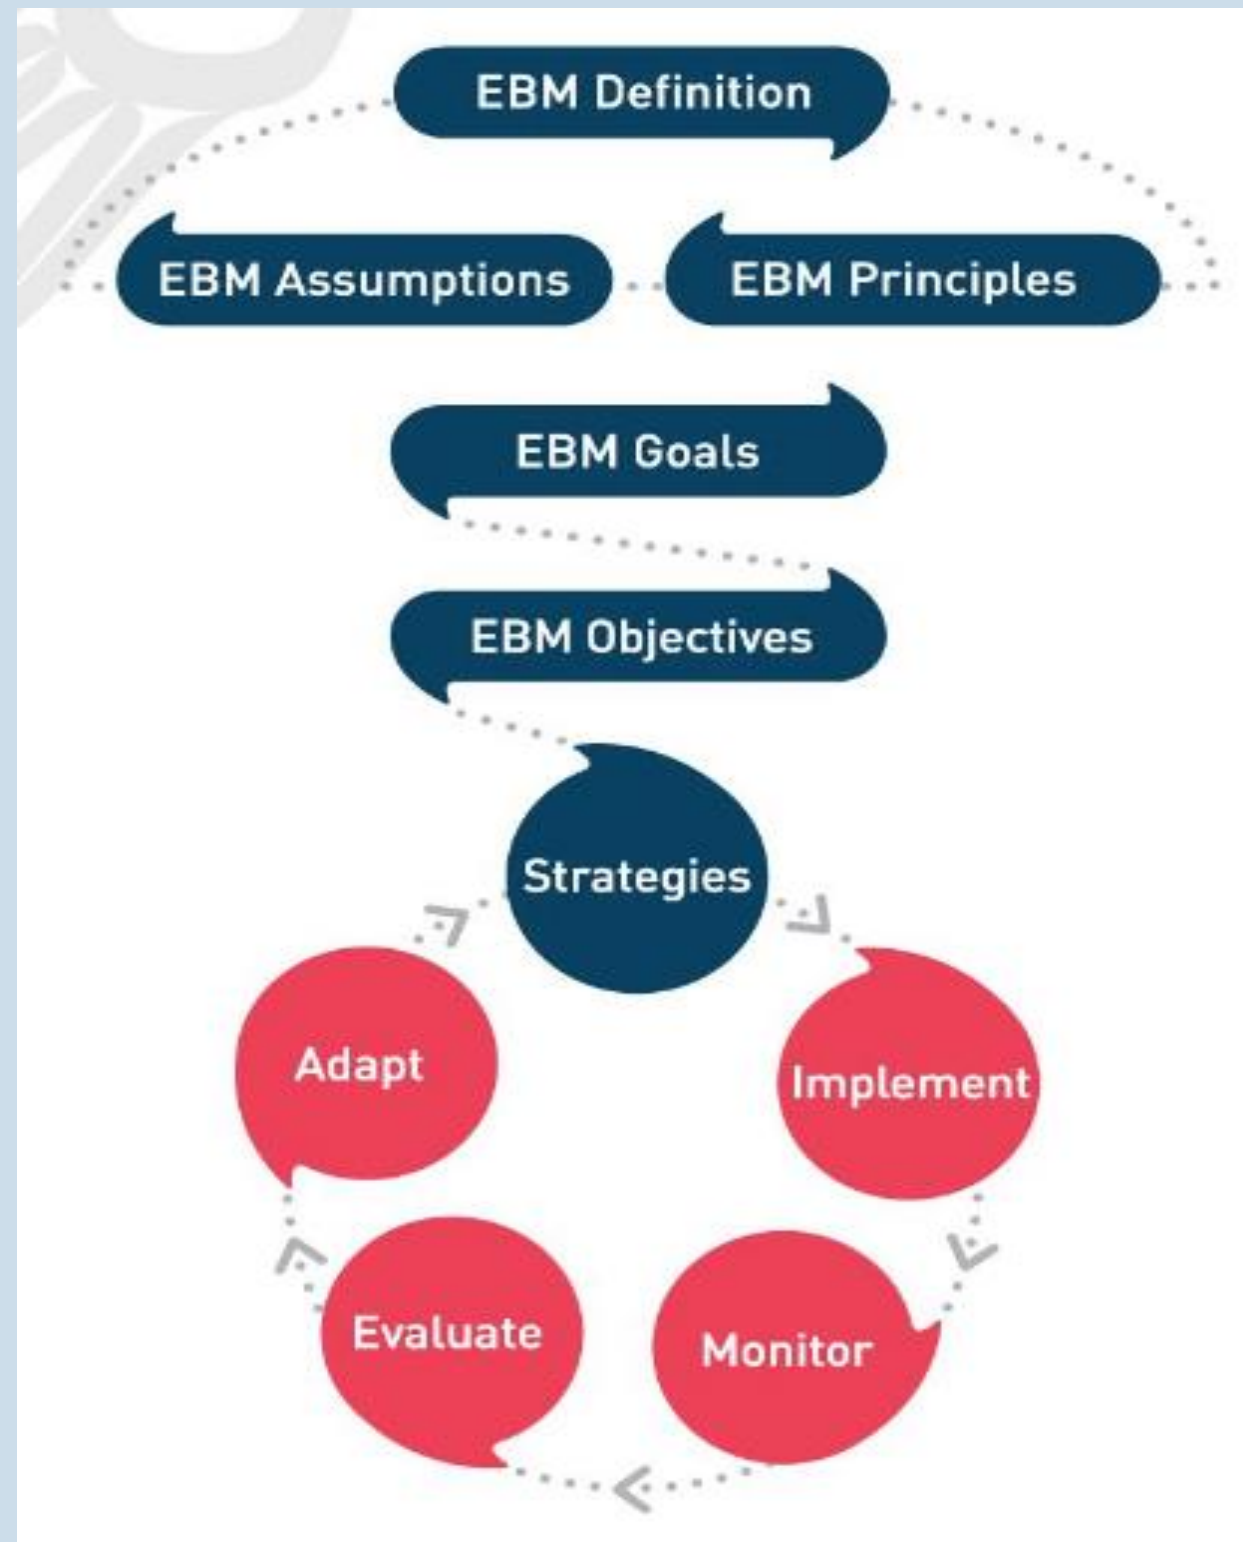 EBM Definition
EBM Assumptions
EBM Principles
EBM Goals
EBM Objectives
Strategies
Implement
Monitor
Evaluate
Adapt